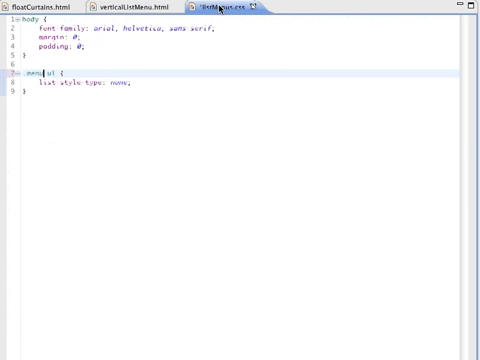 floatCurtains.html verticalListMenu.html *listMenus.css
1 body {
2 font family: arial, helvetica, sans serif;
3 margin: 0;
4 padding: 0;
5 }
6
7 .menu ul {
8 list style type: none;
9 }